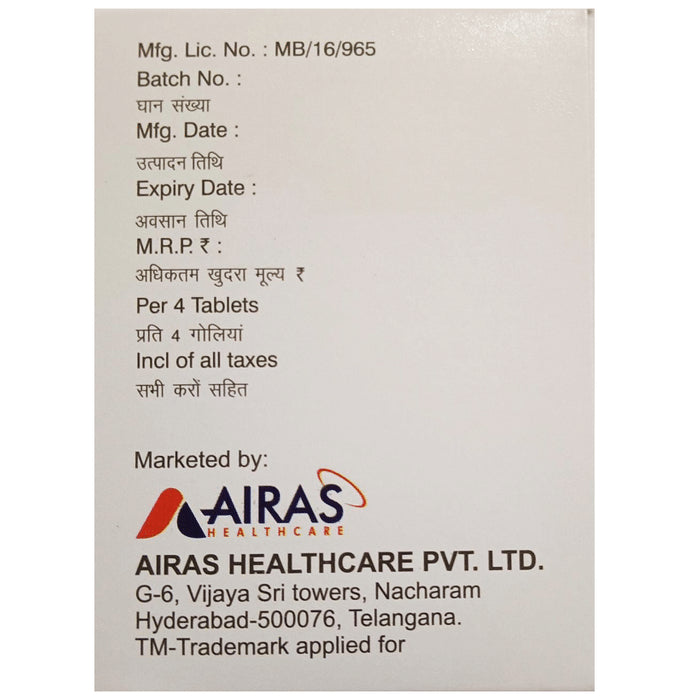 Mfg. Lic. No. : MB/16/965
Batch No. :
घान संख्या
Mfg. Date :
उत्पादन तिथि
Expiry Date :
अवसान तिथि
M.R.P. ₹ :
अधिकतम खुदरा मूल्य ₹
Per 4 Tablets
प्रति 4 गोलियां
Incl of all taxes
सभी करों सहित
Marketed by:
AIRAS
HEALTHCARE
AIRAS HEALTHCARE PVT. LTD.
G-6, Vijaya Sri towers, Nacharam
Hyderabad-500076, Telangana.
TM-Trademark applied for